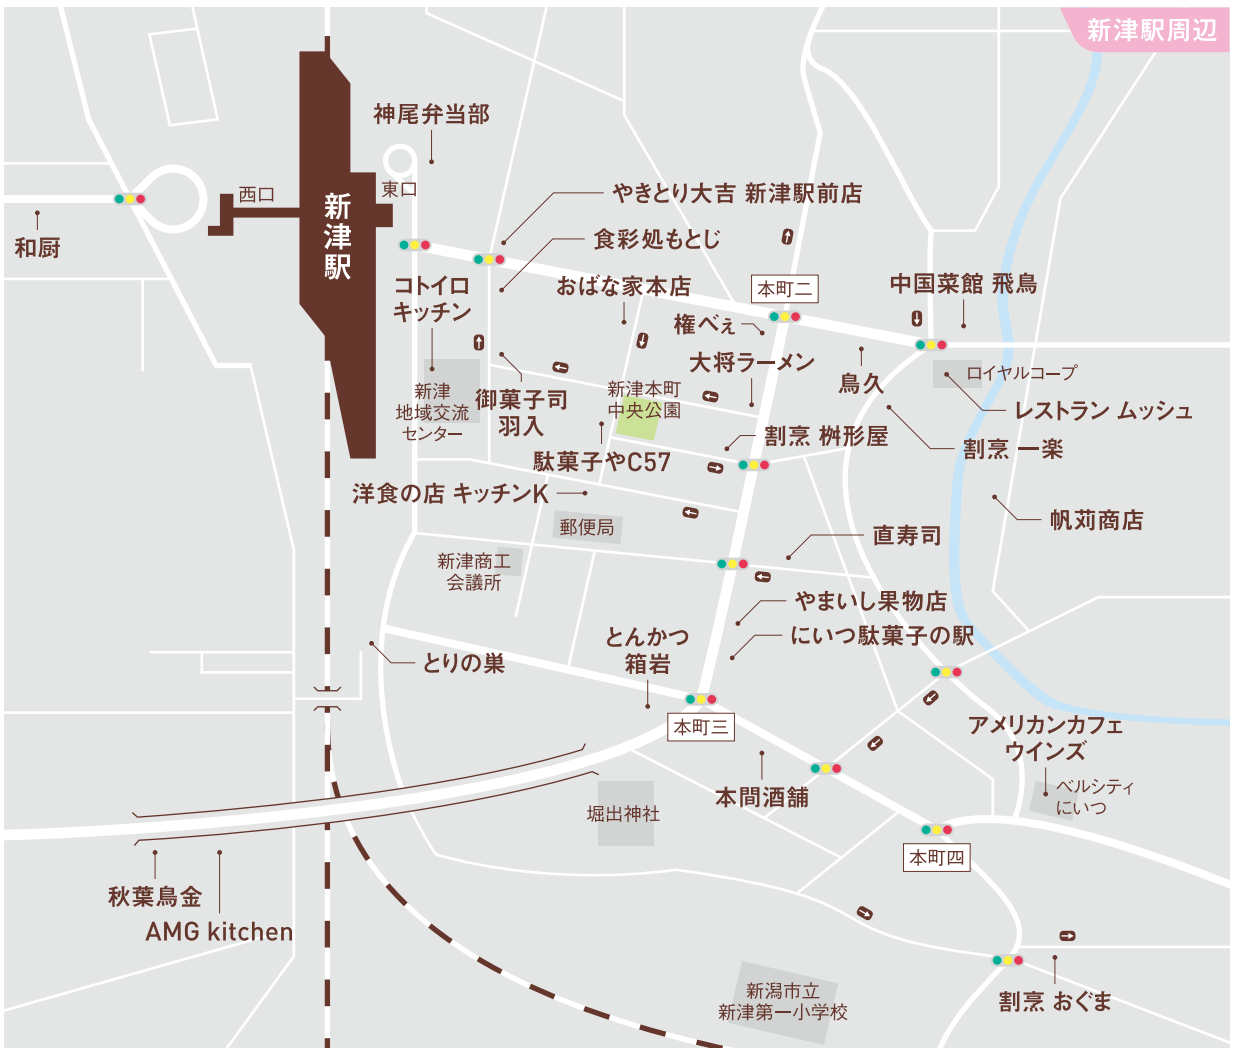 新津駅周辺
神尾弁当部
西口
東口
新津駅
やきとり大吉 新津駅前店
和厨
食彩処もとじ
コトイロ
キッチン
おばな家本店
本町二
中国菜館 飛鳥
権べぇ
大将ラーメン
鳥久
ロイヤルコープ
新津
地域交流
センター
御菓子司
羽入
新津本町
中央公園
レストラン ムッシュ
割烹 桝形屋
割烹 一楽
駄菓子やC57
洋食の店 キッチンK
郵便局
帆苅商店
直寿司
新津商工
会議所
やまいし果物店
にいつ駄菓子の駅
とんかつ
箱岩
とりの巣
本町三
アメリカンカフェ
ウインズ
本間酒舗
ベルシティ
にいつ
堀出神社
本町四
秋葉鳥金
AMG kitchen
新潟市立
新津第一小学校
割烹 おぐま